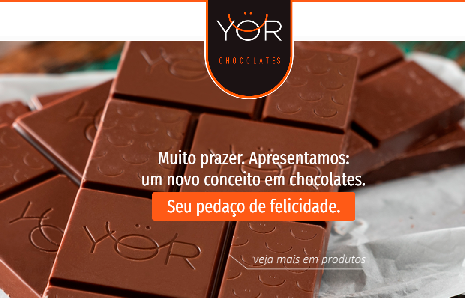 YÖR
CHOCOLATES
Muito prazer. Apresentamos:
um novo conceito em chocolates.
Seu pedaço de felicidade.
veja mais em produtos
YÖR
YÖR